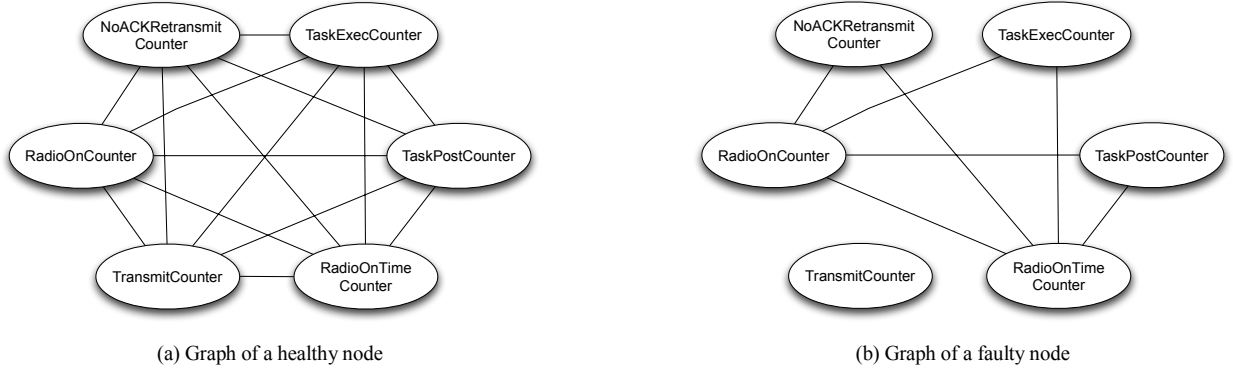 NoACKRetransmit
Counter
TaskExecCounter
RadioOnCounter
TaskPostCounter
TransmitCounter
RadioOnTime
Counter
(a) Graph of a healthy node
NoACKRetransmit
Counter
TaskExecCounter
RadioOnCounter
TaskPostCounter
TransmitCounter
RadioOnTime
Counter
(b) Graph of a faulty node